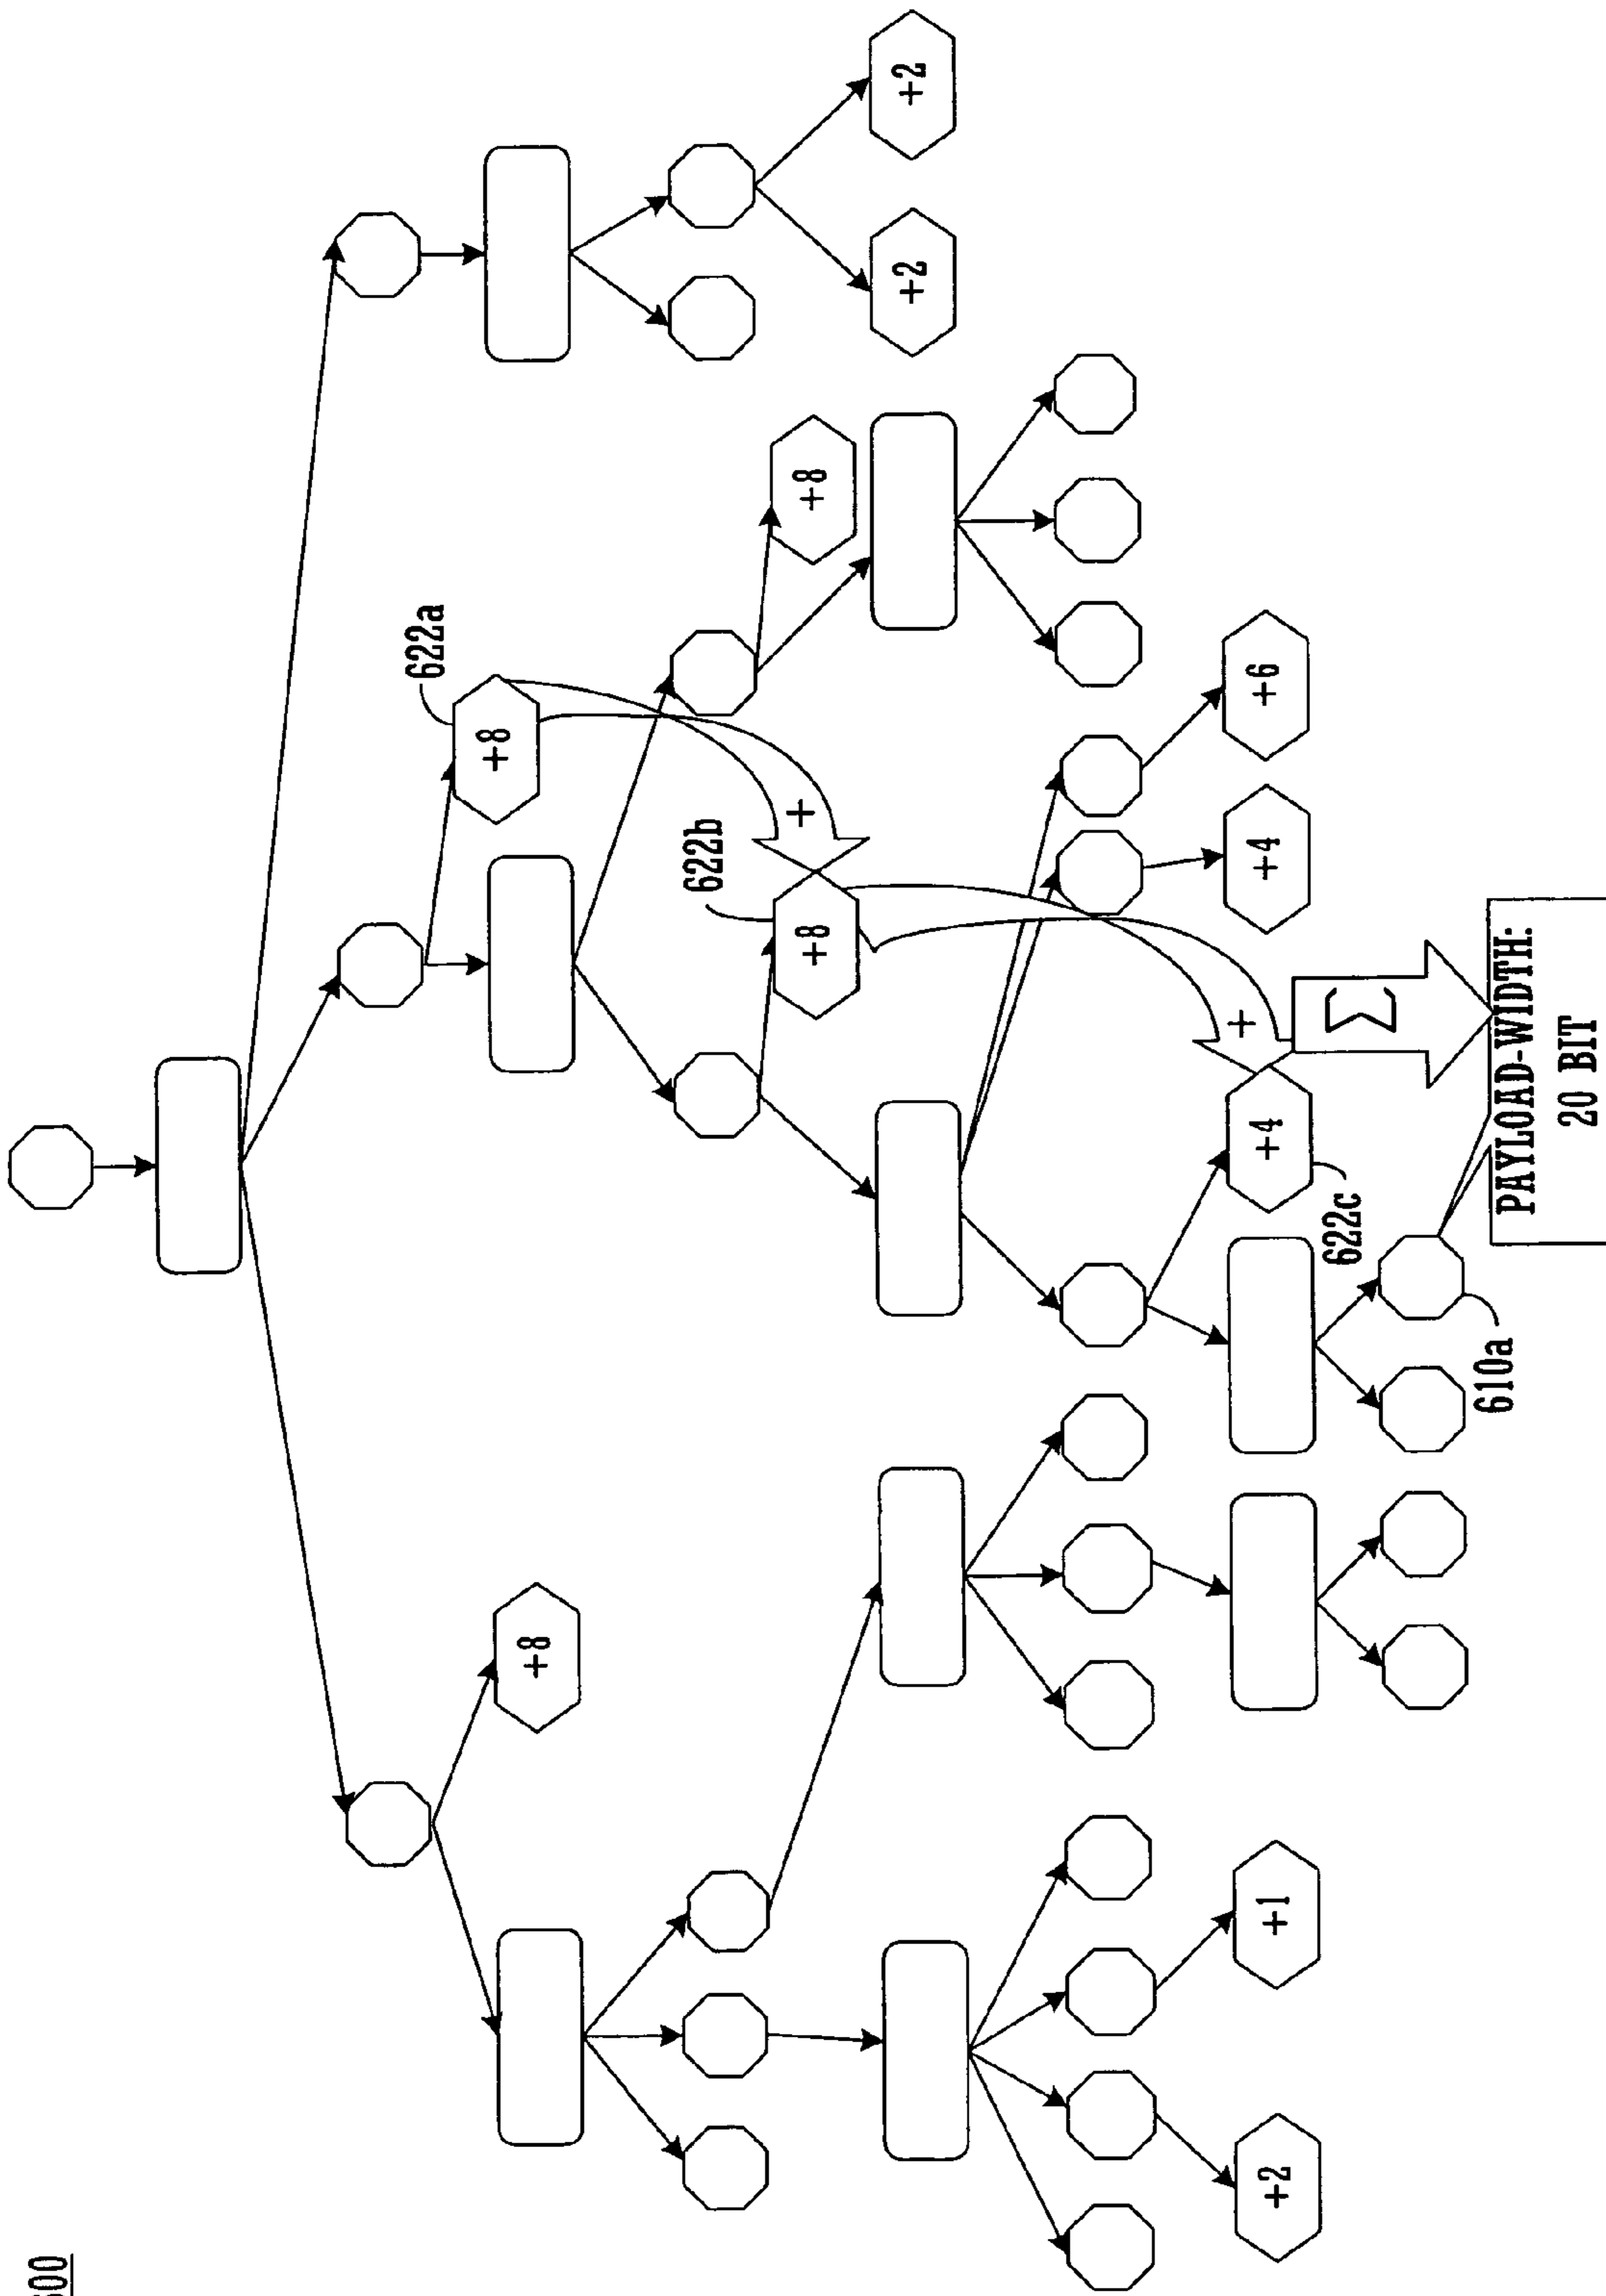 +2
+2
+8
622a
+8
+6
+
622b
+8
+4
+
Σ
+4
622c
PAYLOAD-WIDTH:
20 BIT
610a
+8
+1
+2